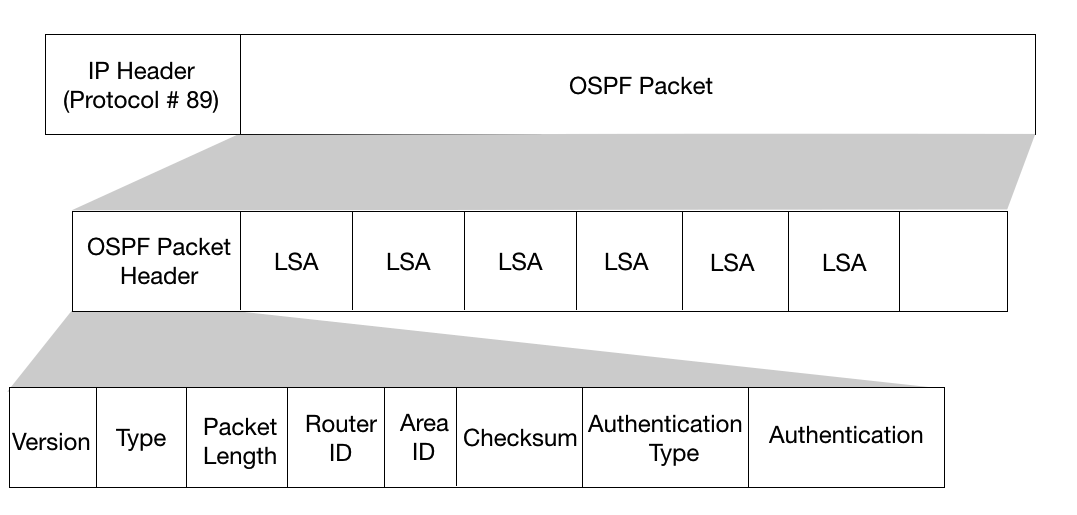 IP Header
(Protocol # 89)
OSPF Packet
OSPF Packet
Header
LSA
LSA
LSA
LSA
LSA
LSA
Version
Type
Packet
Length
Router
ID
Area
ID
Checksum
Authentication
Type
Authentication